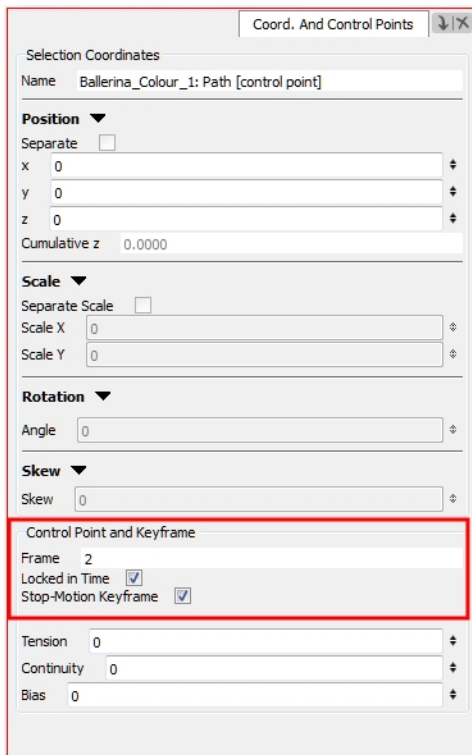 Coord. And Control Points
Selection Coordinates
Name Ballerina_Colour_1: Path [control point]
Position
Separate
x 0
y 0
z 0
Cumulative z 0.0000
Scale
Separate Scale
Scale X 0
Scale Y 0
Rotation
Angle 0
Skew
Skew 0
Control Point and Keyframe
Frame 2
Locked in Time
Stop-Motion Keyframe
Tension 0
Continuity 0
Bias 0